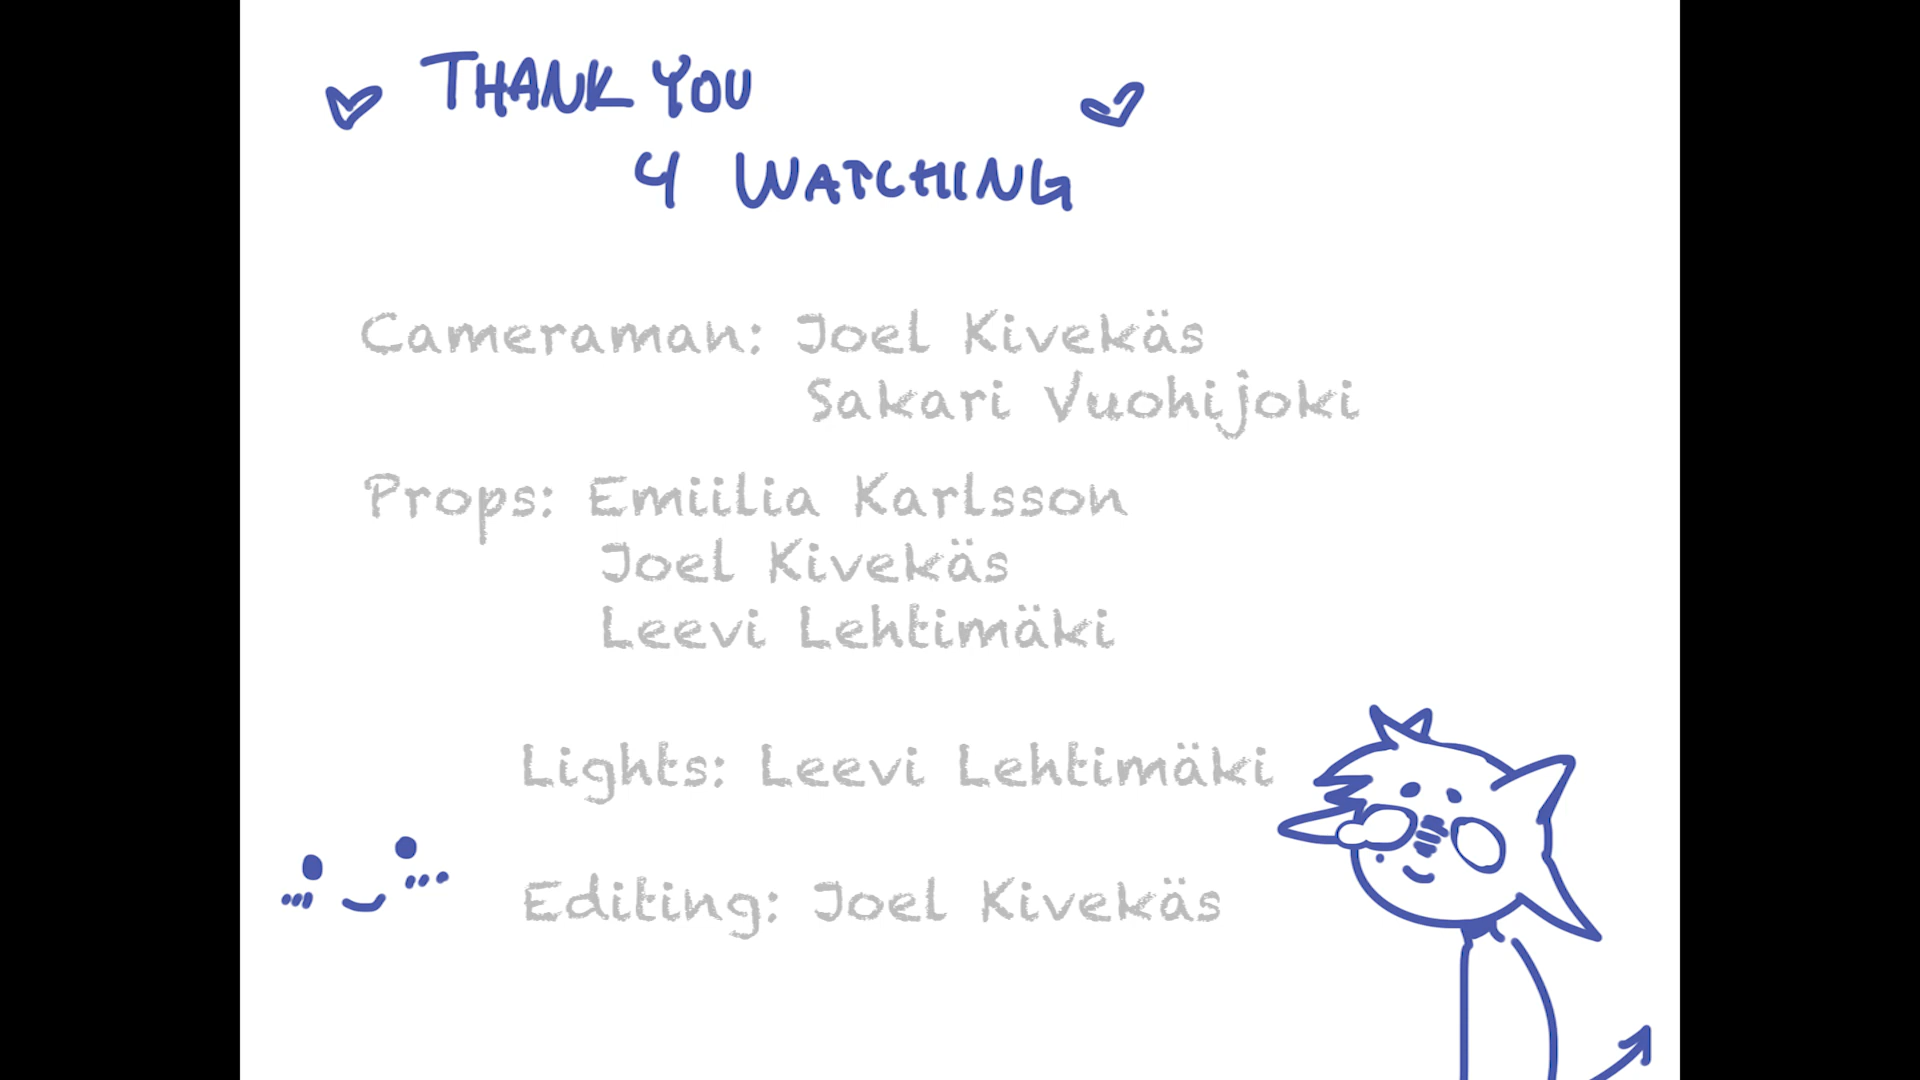 THANK YOU
4 WATCHING
Cameraman: Joel Kivekäs
Sakari Vuohijoki
Props: Emiilia Karlsson
Joel Kivekäs
Leevi Lehtimäki
Lights: Leevi Lehtimäki
Editing: Joel Kivekäs